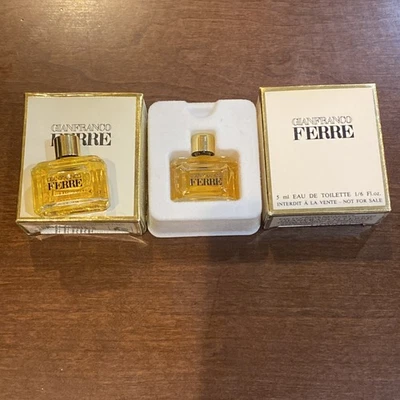 GIANFRANCO
FERRE
FERRE
FERRE
GIANFRANCO
FERRE
5 ml EAU DE TOILETTE 1/6 Fl.oz.
INTERDIT À LA VENTE - NOT FOR SALE